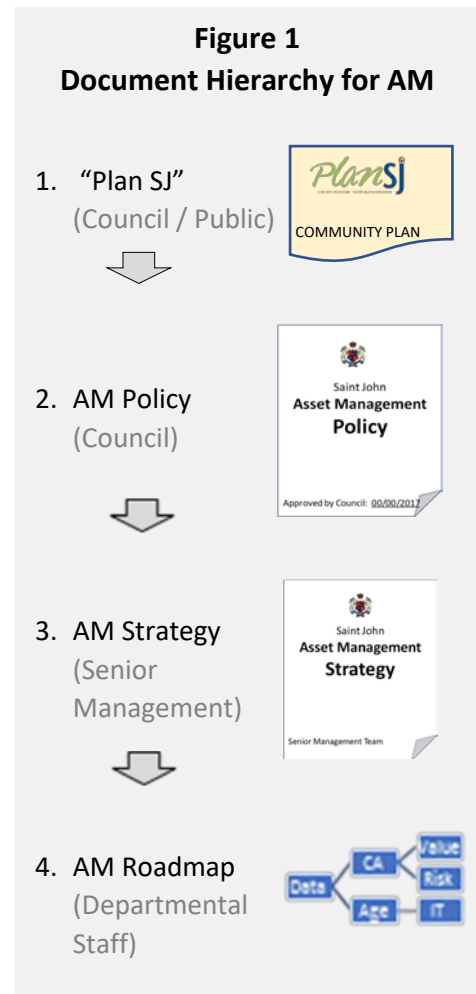 Figure 1
Document Hierarchy for AM
1. “Plan SJ”
(Council / Public)
PlanSJ
COMMUNITY PLAN
2. AM Policy
(Council)
Saint John
Asset Management
Policy
Approved by Council: 00/00/2017
3. AM Strategy
(Senior
Management)
Saint John
Asset Management
Strategy
Senior Management Team
4. AM Roadmap
(Departmental
Staff)
Data
CA
Value
Risk
Age
IT